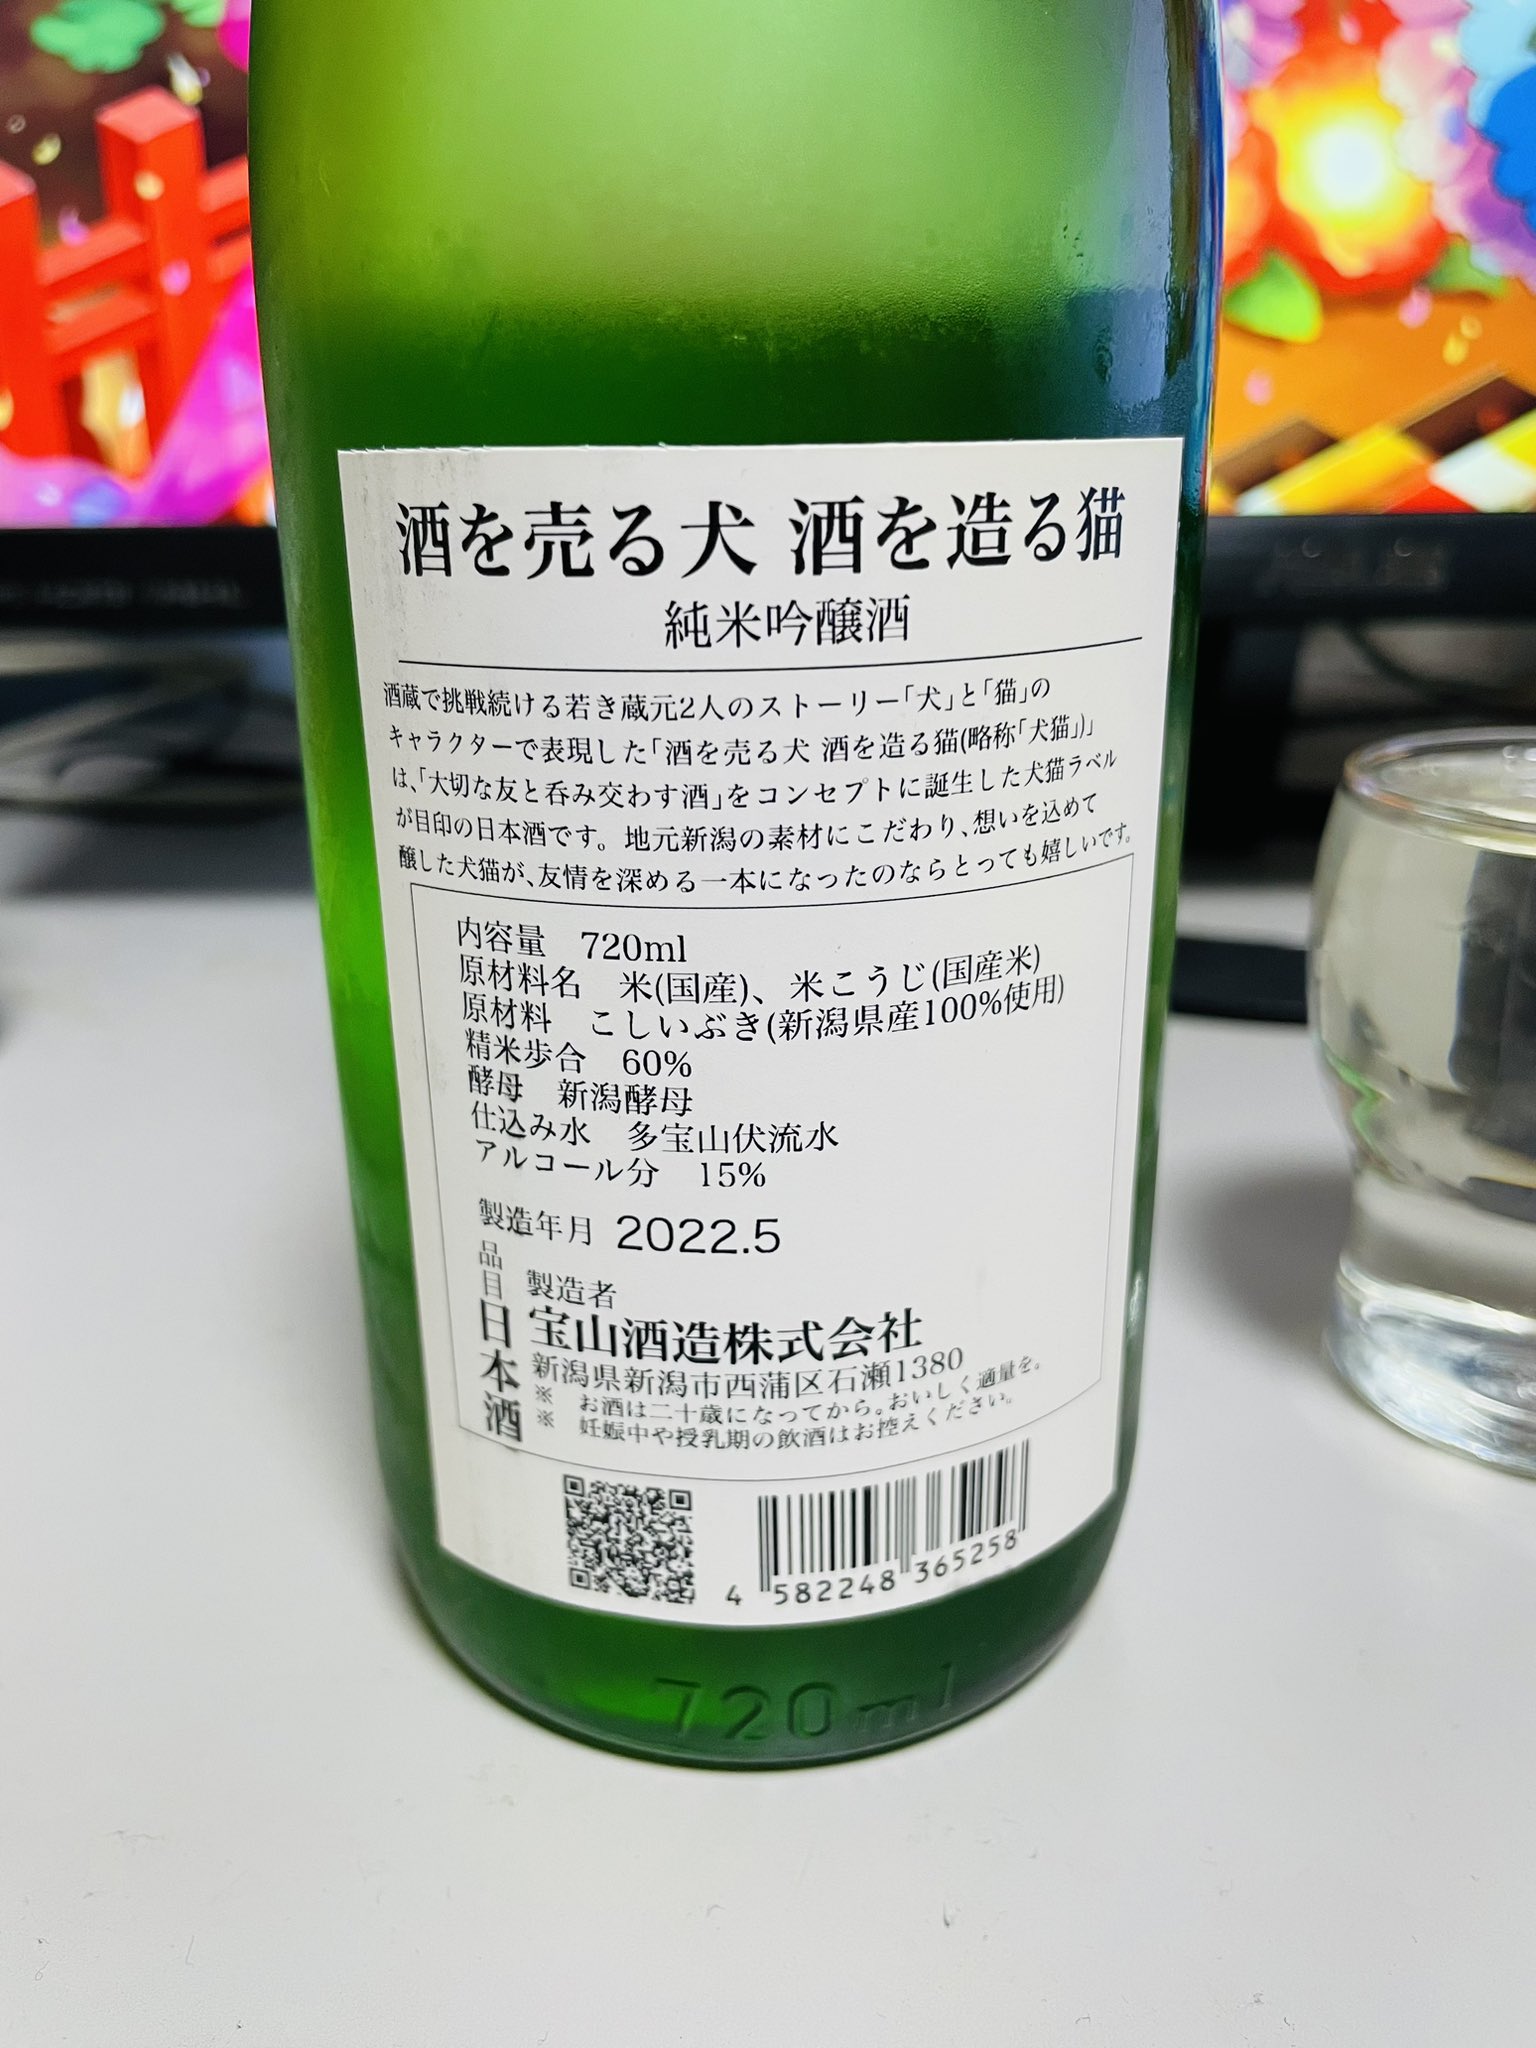 酒を売る犬 酒を造る猫
純米吟醸酒
酒蔵で挑戦続ける若き蔵元2人のストーリー「犬」と「猫」の
キャラクターで表現した「酒を売る犬 酒を造る猫(略称「犬猫」)」
は、「大切な友と呑み交わす酒」をコンセプトに誕生した犬猫ラベル
が目印の日本酒です。地元新潟の素材にこだわり、想いを込めて
醸した犬猫が、友情を深める一本になったのならとっても嬉しいです。
内容量 720ml
原材料名 米(国産)、米こうじ(国産米)
原材料 こしいぶき(新潟県産100%使用)
精米歩合 60%
酵母 新潟酵母
仕込み水 多宝山伏流水
アルコール分 15%
製造年月 2022.5
品目 日本酒
製造者
宝山酒造株式会社
新潟県新潟市西蒲区石瀬1380
※ お酒は二十歳になってから。おいしく適量を。
※ 妊娠中や授乳期の飲酒はお控えください。
4 582248 365258
720ml